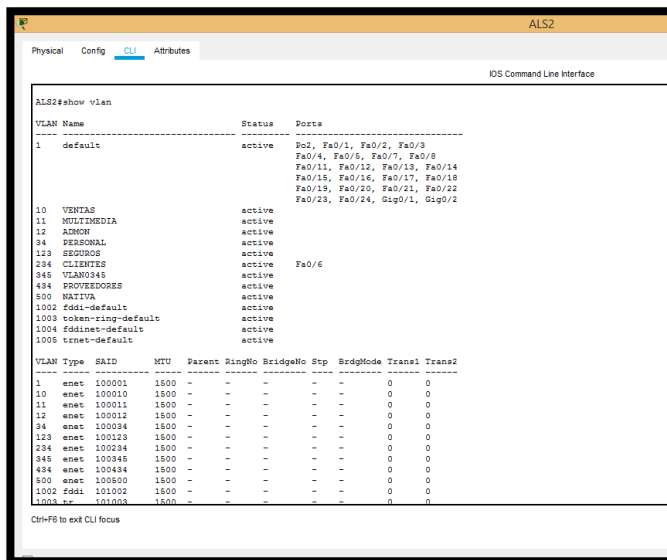 ALS2
Physical Config CLI Attributes
IOS Command Line Interface
ALS2#show vlan
VLAN Name Status Ports
---- -------------------------------- --------- -------------------------------
1 default active Po2, Fa0/1, Fa0/2, Fa0/3
Fa0/4, Fa0/5, Fa0/7, Fa0/8
Fa0/11, Fa0/12, Fa0/13, Fa0/14
Fa0/15, Fa0/16, Fa0/17, Fa0/18
Fa0/19, Fa0/20, Fa0/21, Fa0/22
Fa0/23, Fa0/24, Gig0/1, Gig0/2
10 VENTAS active
11 MULTIMEDIA active
12 ADMON active
34 PERSONAL active
123 SEGUROS active
234 CLIENTES active Fa0/6
345 VLAN0345 active
434 PROVEEDORES active
500 NATIVA active
1002 fddi-default active
1003 token-ring-default active
1004 fddinet-default active
1005 trnet-default active
VLAN Type SAID MTU Parent RingNo BridgeNo Stp BrdgMode Trans1 Trans2
---- ----- ---------- ----- ------ ------ -------- ---- -------- ------ ------
1 enet 100001 1500 - - - - - 0 0
10 enet 100010 1500 - - - - - 0 0
11 enet 100011 1500 - - - - - 0 0
12 enet 100012 1500 - - - - - 0 0
34 enet 100034 1500 - - - - - 0 0
123 enet 100123 1500 - - - - - 0 0
234 enet 100234 1500 - - - - - 0 0
345 enet 100345 1500 - - - - - 0 0
434 enet 100434 1500 - - - - - 0 0
500 enet 100500 1500 - - - - - 0 0
1002 fddi 101002 1500 - - - - - 0 0
1003 tr 101003 1500 - - - - - 0 0
Ctrl+F6 to exit CLI focus